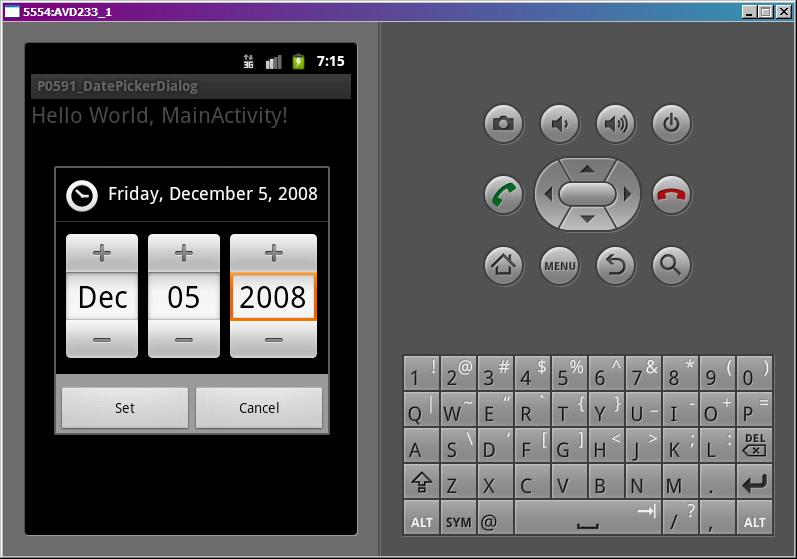 5554:AVD233_1
3G 7:15
P0591_DatePickerDialog
Hello World, MainActivity!
Friday, December 5, 2008
+ + +
Dec 05 2008
− − −
Set Cancel
MENU
1 ! 2 @ 3 # 4 $ 5 % 6 ^ 7 & 8 * 9 ( 0 )
Q | W ~ E “ R ` T { Y } U _ I - O + P =
A S \ D ‘ F [ G ] H < J > K ; L : DEL
Z X C V B N M .
ALT SYM @ / ? , ALT